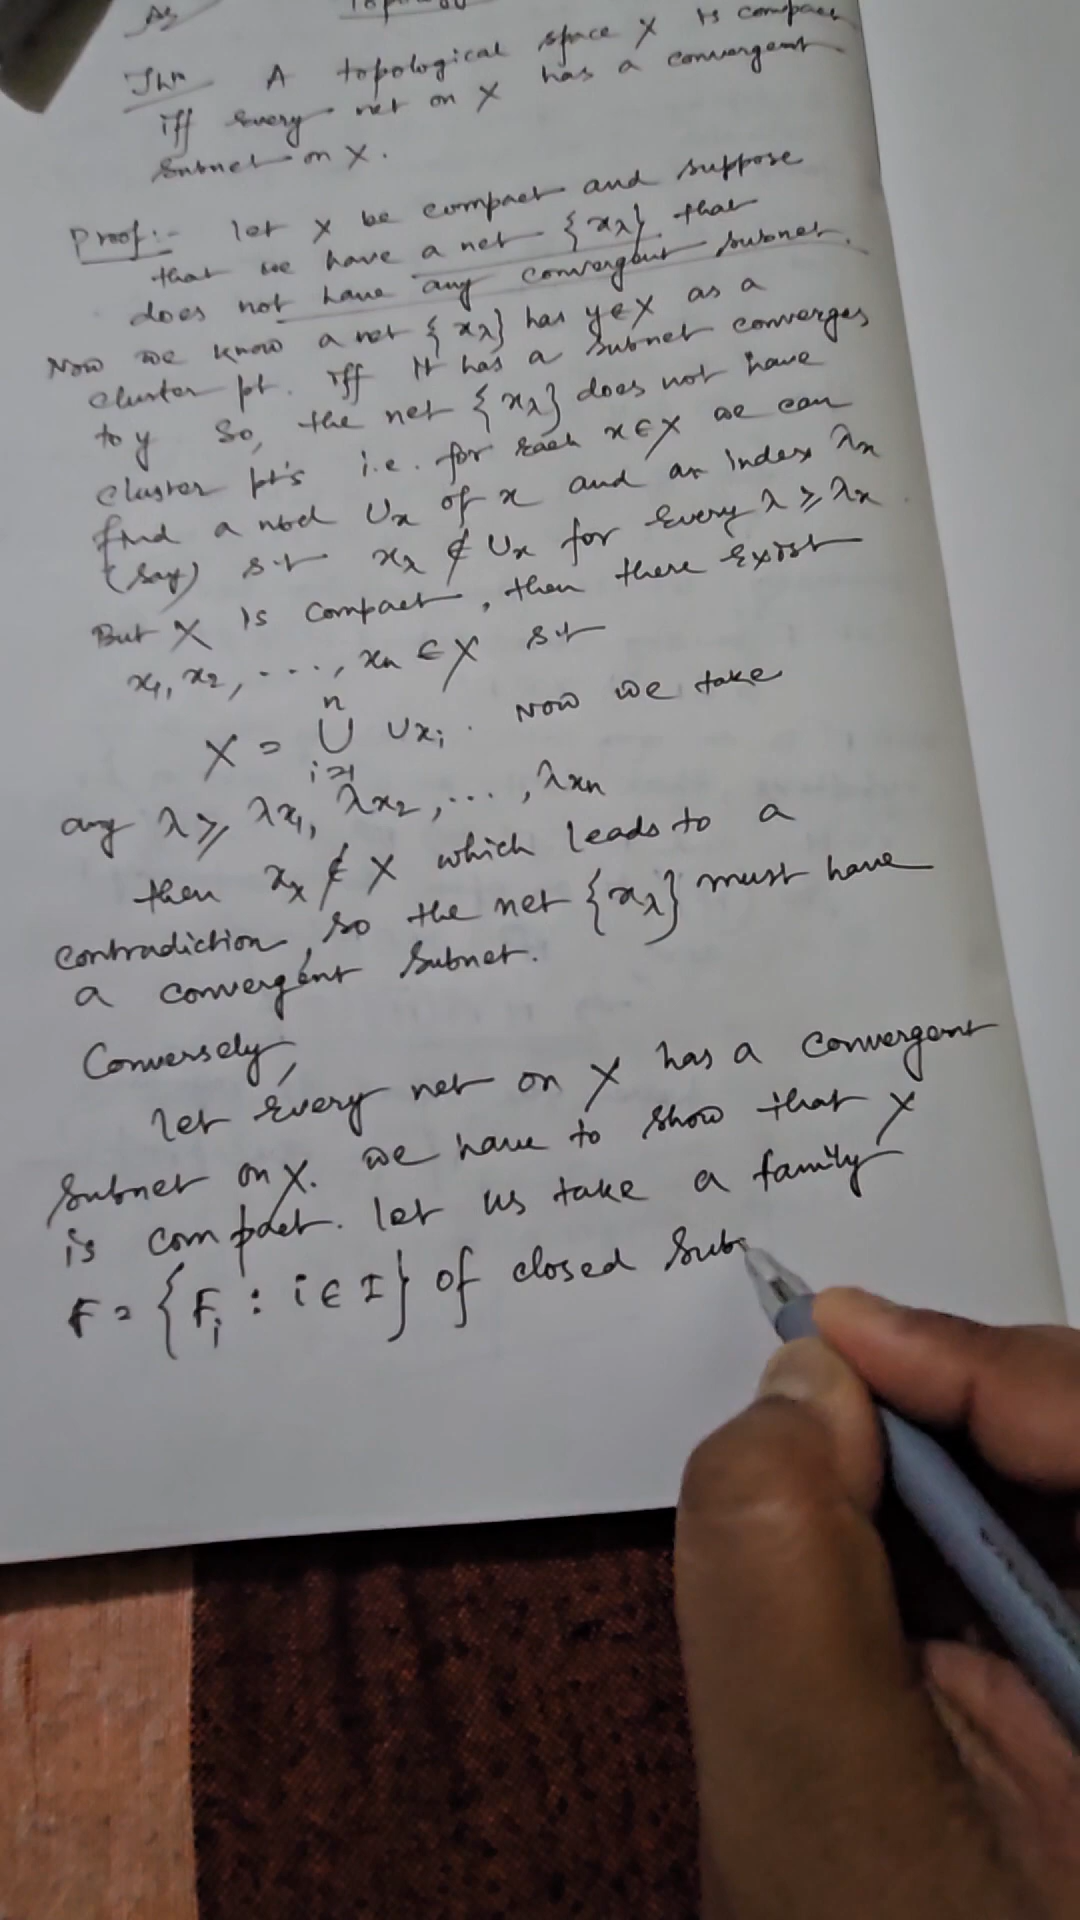 Topology
Thm A topological space X is compact
iff every net on X has a convergent
Subnet on X.
Proof:- let X be compact and suppose
that we have a net {xλ} that
does not have any convergent subnet.
Now we know a net {xλ} has y∈X as a
cluster pt. iff it has a subnet converges
to y So, the net {xλ} does not have
cluster pt's i.e. for each x∈X we can
find a nbd Ux of x and an index λx
(say) s.t xλ ∉ Ux for every λ ≥ λx.
But X is compact, then there exist
x1, x2, ..., xn ∈ X s.t
X = ⋃ⁿᵢ₌₁ Uxi. Now we take
any λ ≥ λx1, λx2, ..., λxn
then xλ ∉ X which leads to a
contradiction, so the net {xλ} must have
a convergent subnet.
Conversely,
let every net on X has a convergent
subnet on X. we have to show that X
is compact. let us take a family
F = {Fi : i ∈ I} of closed Subs